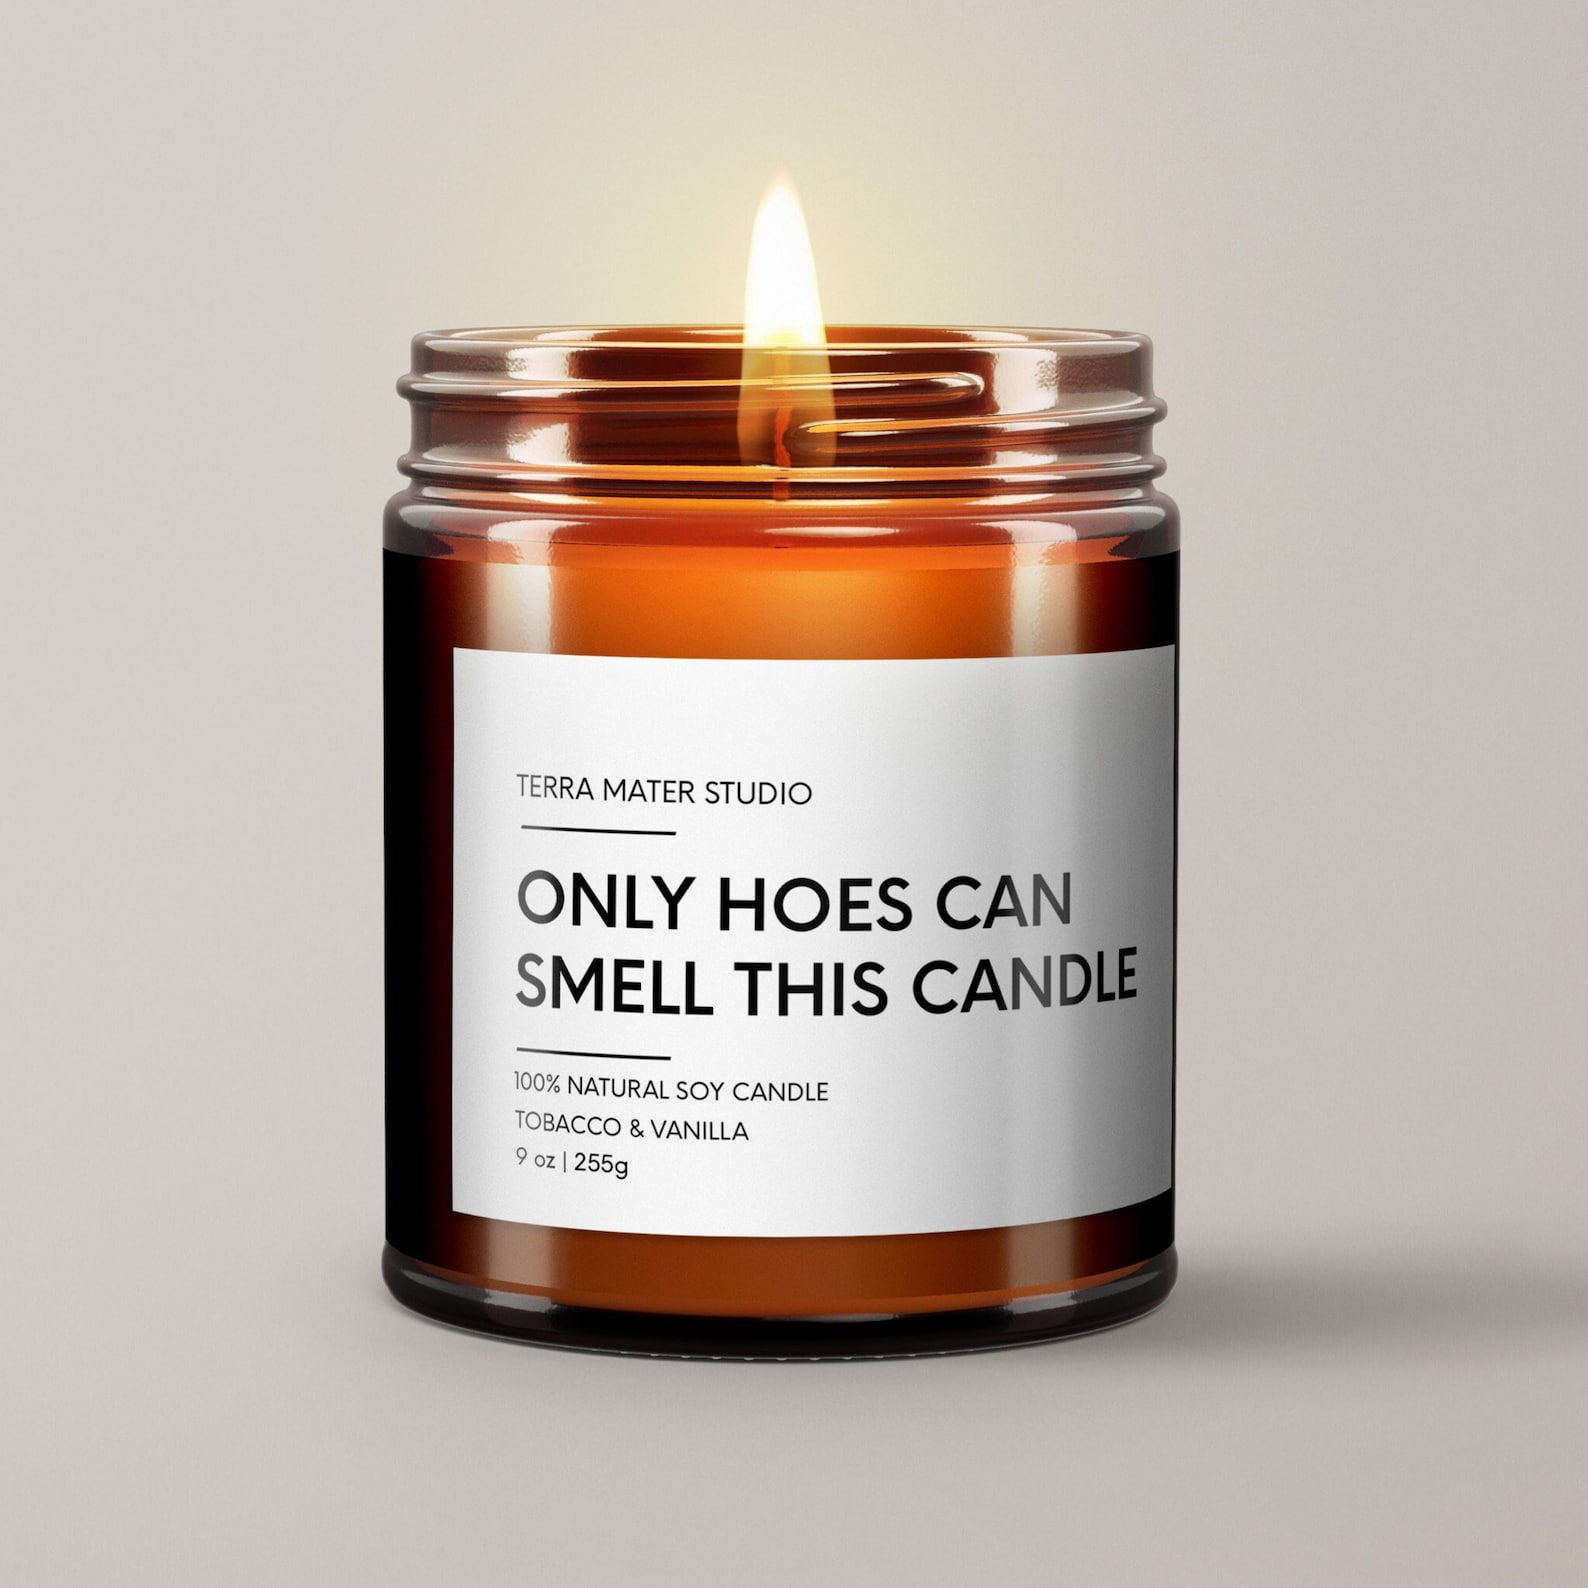 TERRA MATER STUDIO
ONLY HOES CAN
SMELL THIS CANDLE
100% NATURAL SOY CANDLE
TOBACCO & VANILLA
9 oz | 255g